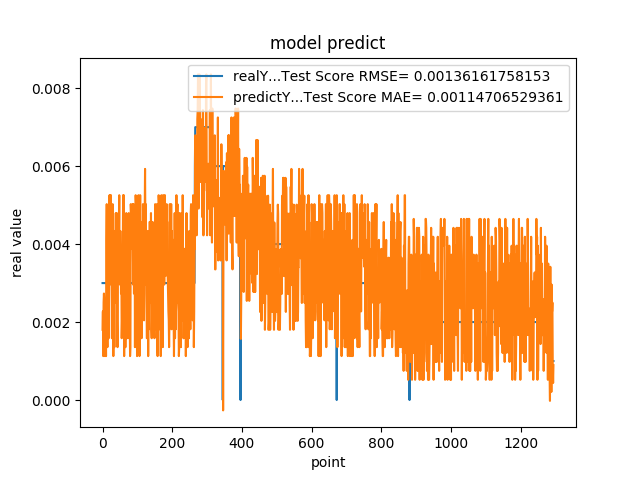 model predict
realY...Test Score RMSE= 0.00136161758153
predictY...Test Score MAE= 0.00114706529361
0.008
0.006
0.004
0.002
0.000
real value
0 200 400 600 800 1000 1200
point